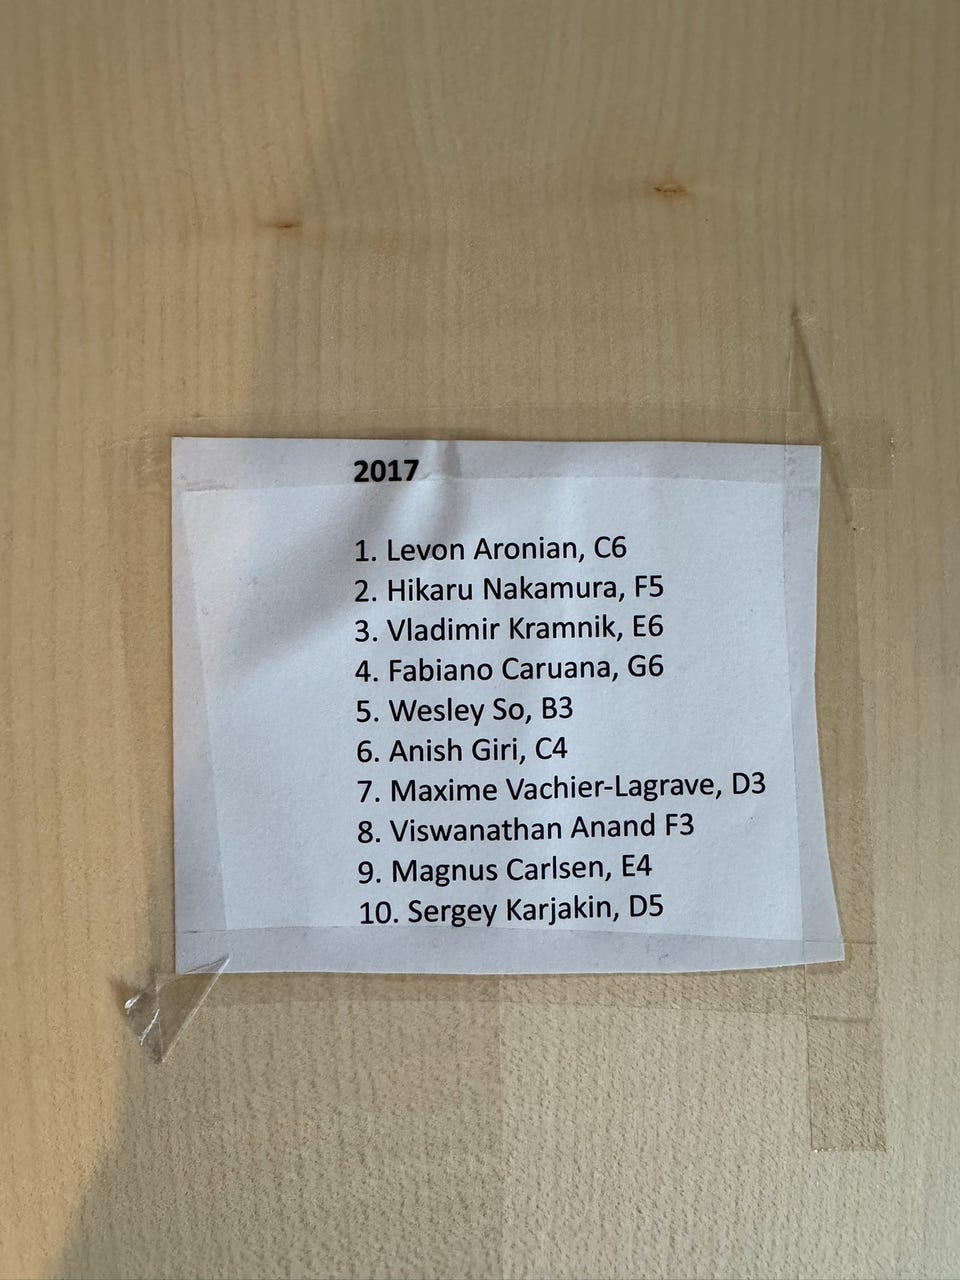 2017
1. Levon Aronian, C6
2. Hikaru Nakamura, F5
3. Vladimir Kramnik, E6
4. Fabiano Caruana, G6
5. Wesley So, B3
6. Anish Giri, C4
7. Maxime Vachier-Lagrave, D3
8. Viswanathan Anand F3
9. Magnus Carlsen, E4
10. Sergey Karjakin, D5